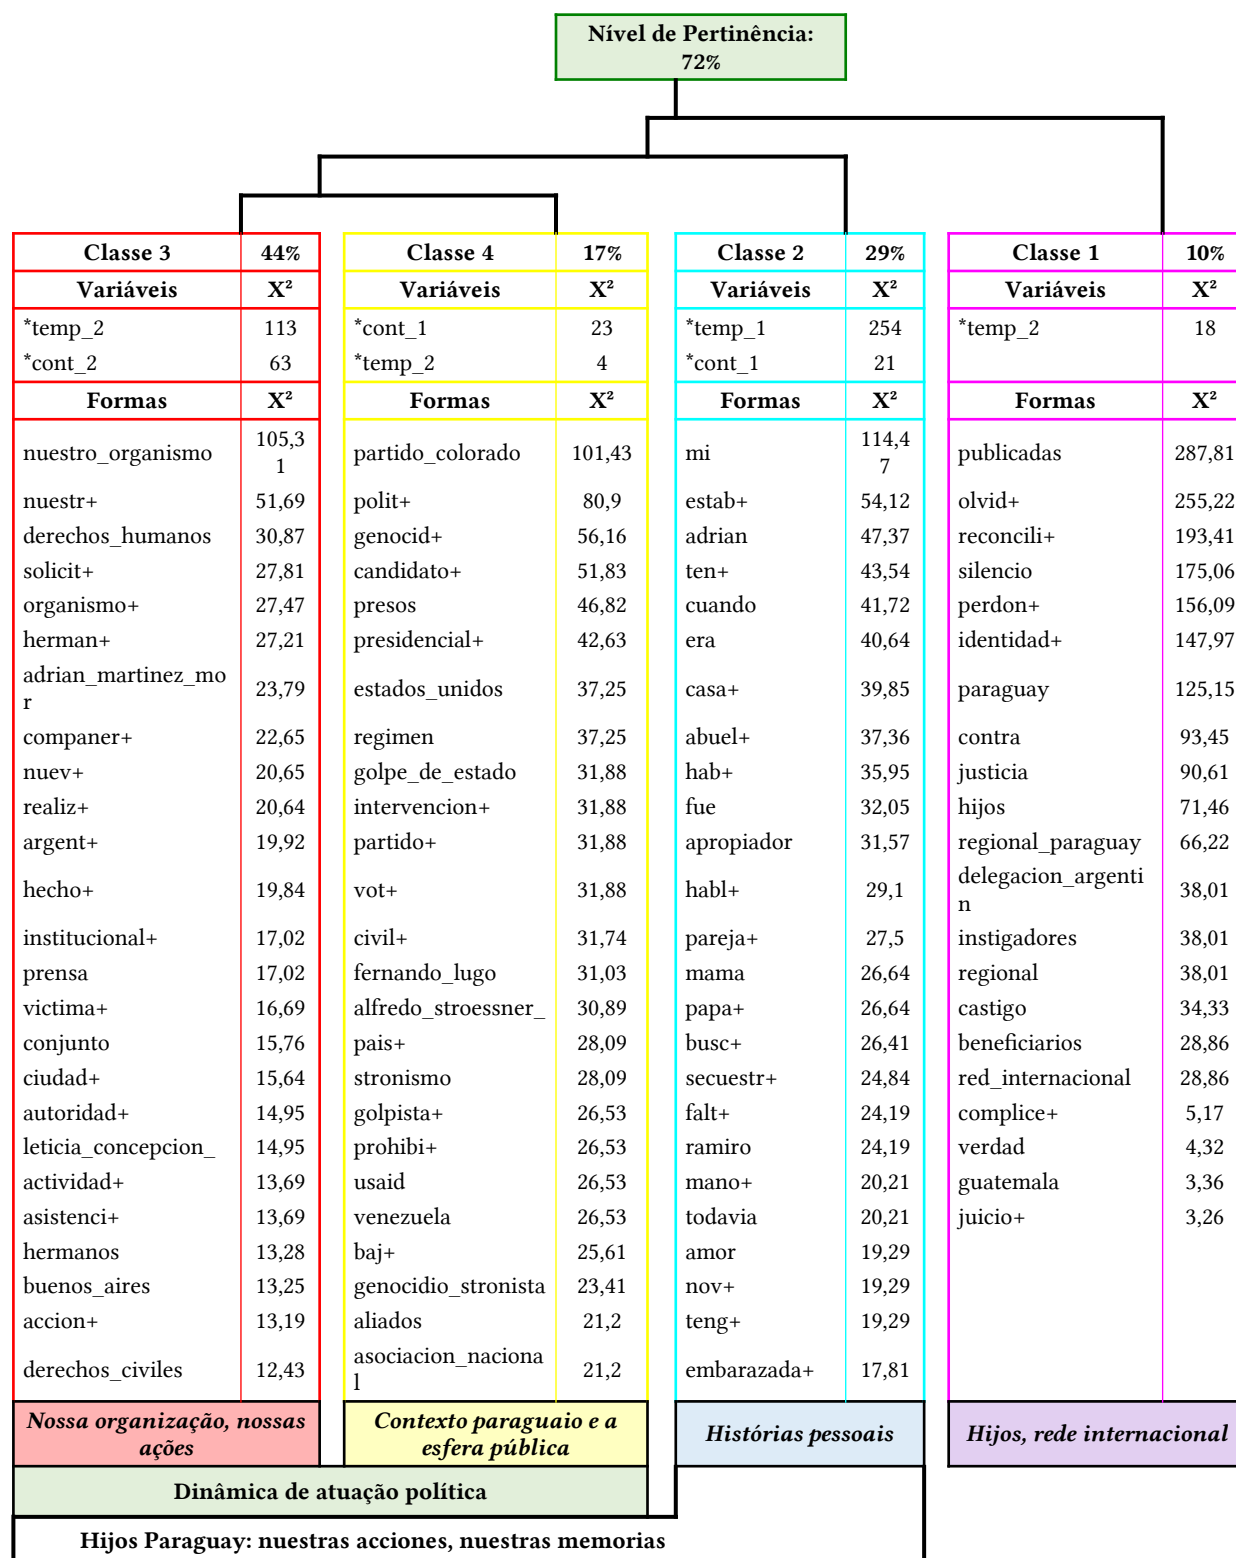 Nível de Pertinência:
72%
Classe 3 44% Classe 4 17% Classe 2 29% Classe 1 10%
Variáveis X² Variáveis X² Variáveis X² Variáveis X²
*temp_2 113 *cont_1 23 *temp_1 254 *temp_2 18
*cont_2 63 *temp_2 4 *cont_1 21
Formas X² Formas X² Formas X² Formas X²
nuestro_organismo 105,31 partido_colorado 101,43 mi 114,47 publicadas 287,81
nuestr+ 51,69 polit+ 80,9 estab+ 54,12 olvid+ 255,22
derechos_humanos 30,87 genocid+ 56,16 adrian 47,37 reconcili+ 193,41
solicit+ 27,81 candidato+ 51,83 ten+ 43,54 silencio 175,06
organismo+ 27,47 presos 46,82 cuando 41,72 perdon+ 156,09
herman+ 27,21 presidencial+ 42,63 era 40,64 identidad+ 147,97
adrian_martinez_mor 23,79 estados_unidos 37,25 casa+ 39,85 paraguay 125,15
companer+ 22,65 regimen 37,25 abuel+ 37,36 contra 93,45
nuev+ 20,65 golpe_de_estado 31,88 hab+ 35,95 justicia 90,61
realiz+ 20,64 intervencion+ 31,88 fue 32,05 hijos 71,46
argent+ 19,92 partido+ 31,88 apropiador 31,57 regional_paraguay 66,22
hecho+ 19,84 vot+ 31,88 habl+ 29,1 delegacion_argentin 38,01
institucional+ 17,02 civil+ 31,74 pareja+ 27,5 instigadores 38,01
prensa 17,02 fernando_lugo 31,03 mama 26,64 regional 38,01
victima+ 16,69 alfredo_stroessner_ 30,89 papa+ 26,64 castigo 34,33
conjunto 15,76 pais+ 28,09 busc+ 26,41 beneficiarios 28,86
ciudad+ 15,64 stronismo 28,09 secuestr+ 24,84 red_internacional 28,86
autoridad+ 14,95 golpista+ 26,53 falt+ 24,19 complice+ 5,17
leticia_concepcion_ 14,95 prohibi+ 26,53 ramiro 24,19 verdad 4,32
actividad+ 13,69 usaid 26,53 mano+ 20,21 guatemala 3,36
asistenci+ 13,69 venezuela 26,53 todavia 20,21 juicio+ 3,26
hermanos 13,28 baj+ 25,61 amor 19,29
buenos_aires 13,25 genocidio_stronista 23,41 nov+ 19,29
accion+ 13,19 aliados 21,2 teng+ 19,29
derechos_civiles 12,43 asociacion_nacional 21,2 embarazada+ 17,81
Nossa organização, nossas ações Contexto paraguaio e a esfera pública Histórias pessoais Hijos, rede internacional
Dinâmica de atuação política
Hijos Paraguay: nuestras acciones, nuestras memorias